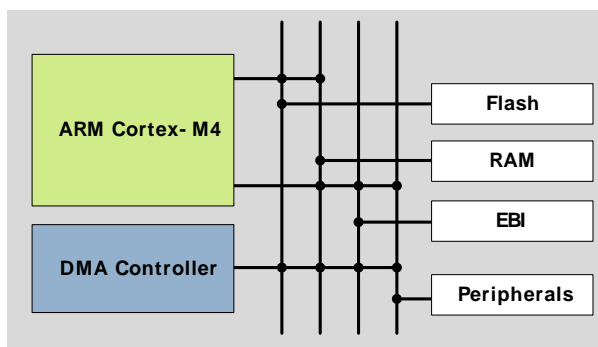 ARM Cortex- M4
Flash
RAM
EBI
DMA Controller
Peripherals